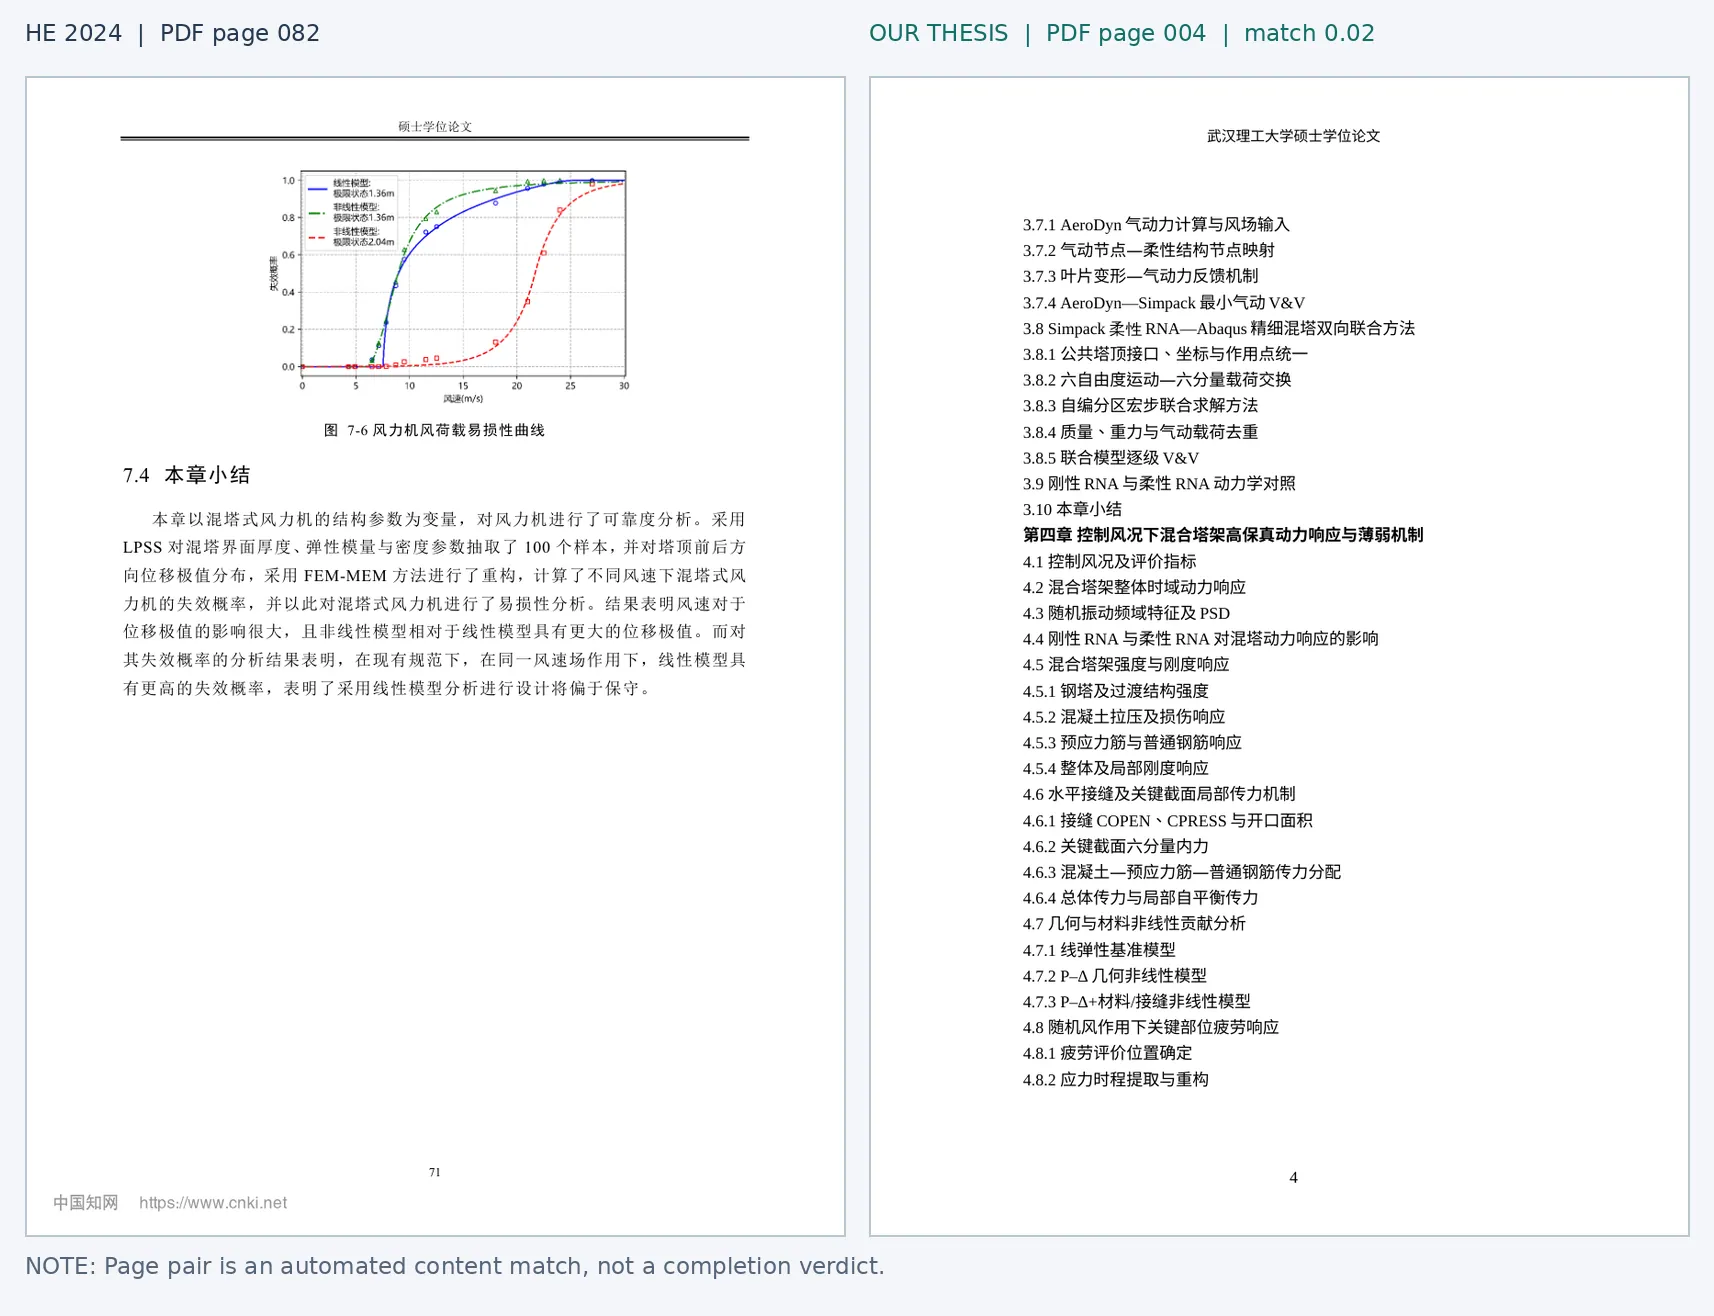 HE 2024 | PDF page 082
硕士学位论文
线性模型:
极限状态1.36m
非线性模型:
极限状态1.36m
非线性模型:
极限状态2.04m
失效概率
1.0
0.8
0.6
0.4
0.2
0.0
0 5 10 15 20 25 30
风速(m/s)
图 7-6 风力机风荷载易损性曲线
7.4 本章小结
本章以混塔式风力机的结构参数为变量，对风力机进行了可靠度分析。采用
LPSS 对混塔界面厚度、弹性模量与密度参数抽取了 100 个样本，并对塔顶前后方
向位移极值分布，采用 FEM-MEM 方法进行了重构，计算了不同风速下混塔式风
力机的失效概率，并以此对混塔式风力机进行了易损性分析。结果表明风速对于
位移极值的影响很大，且非线性模型相对于线性模型具有更大的位移极值。而对
其失效概率的分析结果表明，在现有规范下，在同一风速场作用下，线性模型具
有更高的失效概率，表明了采用线性模型分析进行设计将偏于保守。
71
中国知网 https://www.cnki.net
OUR THESIS | PDF page 004 | match 0.02
武汉理工大学硕士学位论文
3.7.1 AeroDyn 气动力计算与风场输入
3.7.2 气动节点—柔性结构节点映射
3.7.3 叶片变形—气动力反馈机制
3.7.4 AeroDyn—Simpack 最小气动 V&V
3.8 Simpack 柔性 RNA—Abaqus 精细混塔双向联合方法
3.8.1 公共塔顶接口、坐标与作用点统一
3.8.2 六自由度运动—六分量载荷交换
3.8.3 自编分区宏步联合求解方法
3.8.4 质量、重力与气动载荷去重
3.8.5 联合模型逐级 V&V
3.9 刚性 RNA 与柔性 RNA 动力学对照
3.10 本章小结
第四章 控制风况下混合塔架高保真动力响应与薄弱机制
4.1 控制风况及评价指标
4.2 混合塔架整体时域动力响应
4.3 随机振动频域特征及 PSD
4.4 刚性 RNA 与柔性 RNA 对混塔动力响应的影响
4.5 混合塔架强度与刚度响应
4.5.1 钢塔及过渡结构强度
4.5.2 混凝土拉压及损伤响应
4.5.3 预应力筋与普通钢筋响应
4.5.4 整体及局部刚度响应
4.6 水平接缝及关键截面局部传力机制
4.6.1 接缝 COPEN、CPRESS 与开口面积
4.6.2 关键截面六分量内力
4.6.3 混凝土—预应力筋—普通钢筋传力分配
4.6.4 总体传力与局部自平衡传力
4.7 几何与材料非线性贡献分析
4.7.1 线弹性基准模型
4.7.2 P–Δ 几何非线性模型
4.7.3 P–Δ+材料/接缝非线性模型
4.8 随机风作用下关键部位疲劳响应
4.8.1 疲劳评价位置确定
4.8.2 应力时程提取与重构
4
NOTE: Page pair is an automated content match, not a completion verdict.